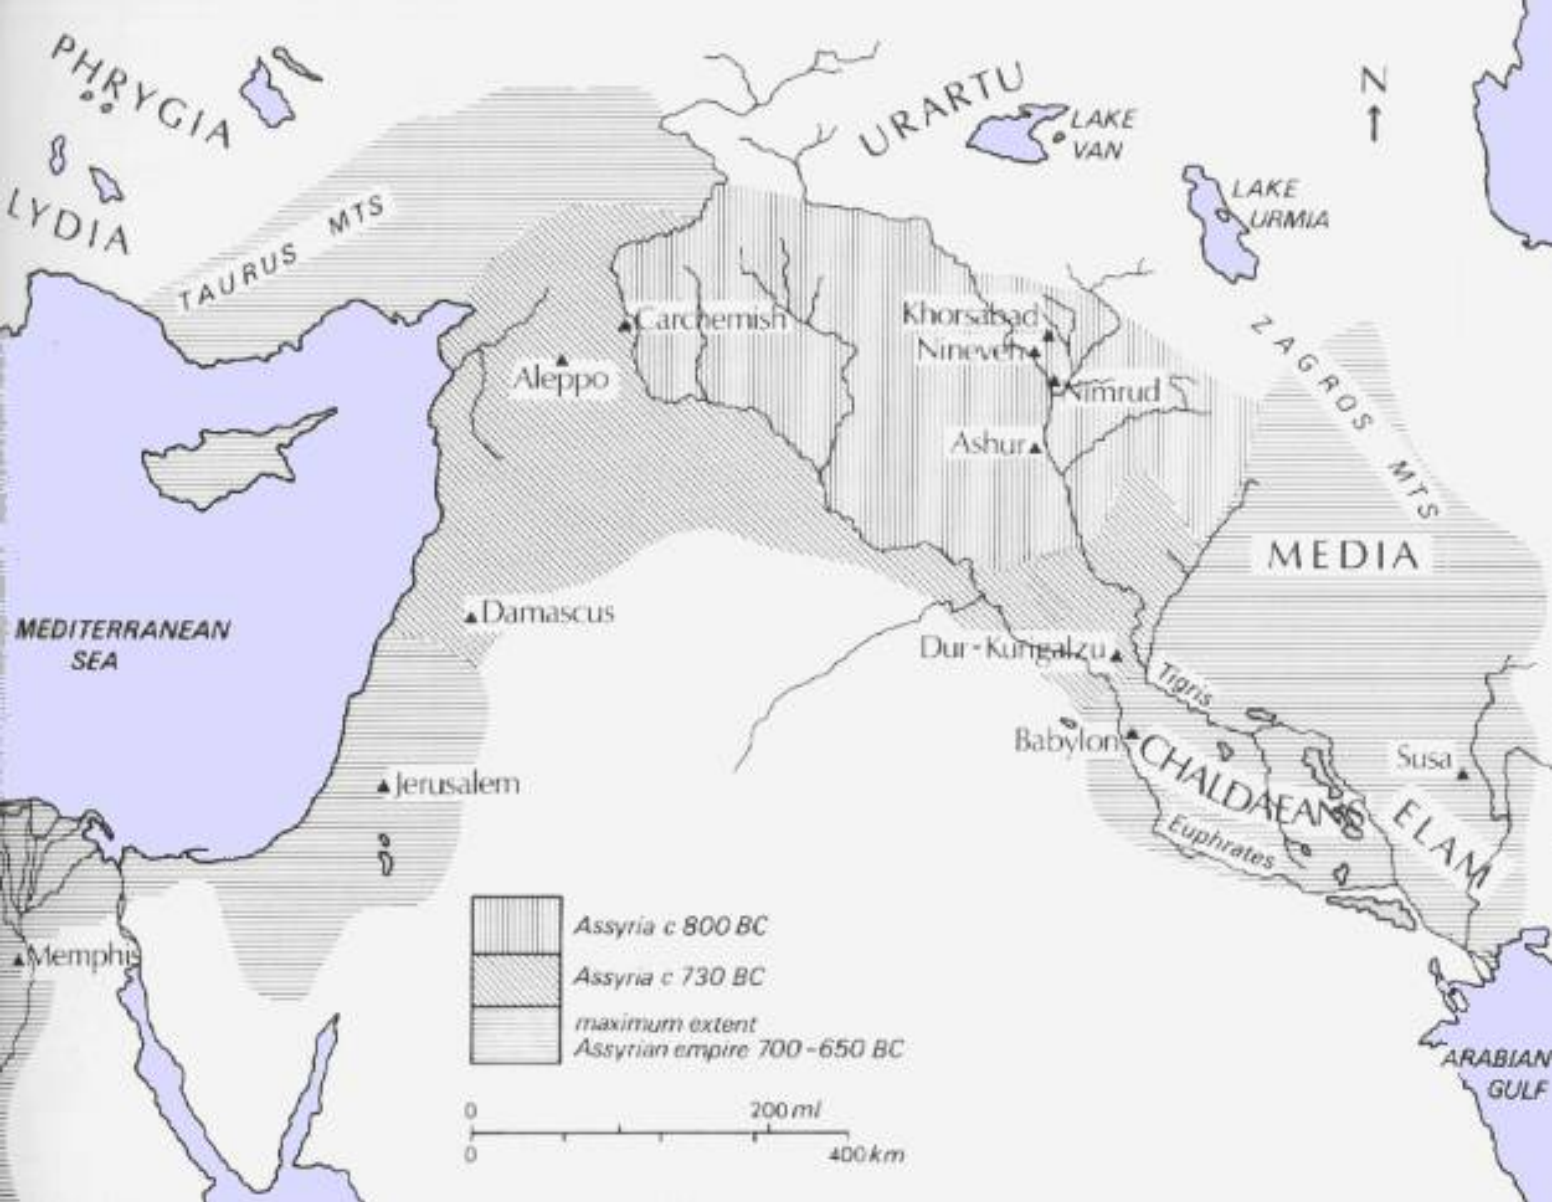 PHRYGIA
URARTU
N
LAKE
VAN
LAKE
URMIA
LYDIA
TAURUS MTS
Carchemish
Khorsabad
Nineveh
Aleppo
Nimrud
ZAGROS MTS
Ashur
MEDIA
Damascus
MEDITERRANEAN
SEA
Dur-Kurigalzu
Tigris
Babylon
CHALDAEANS
Susa
Jerusalem
ELAM
Euphrates
Memphis
Assyria c 800 BC
Assyria c 730 BC
maximum extent
Assyrian empire 700-650 BC
ARABIAN
GULF
0 200 ml
0 400 km